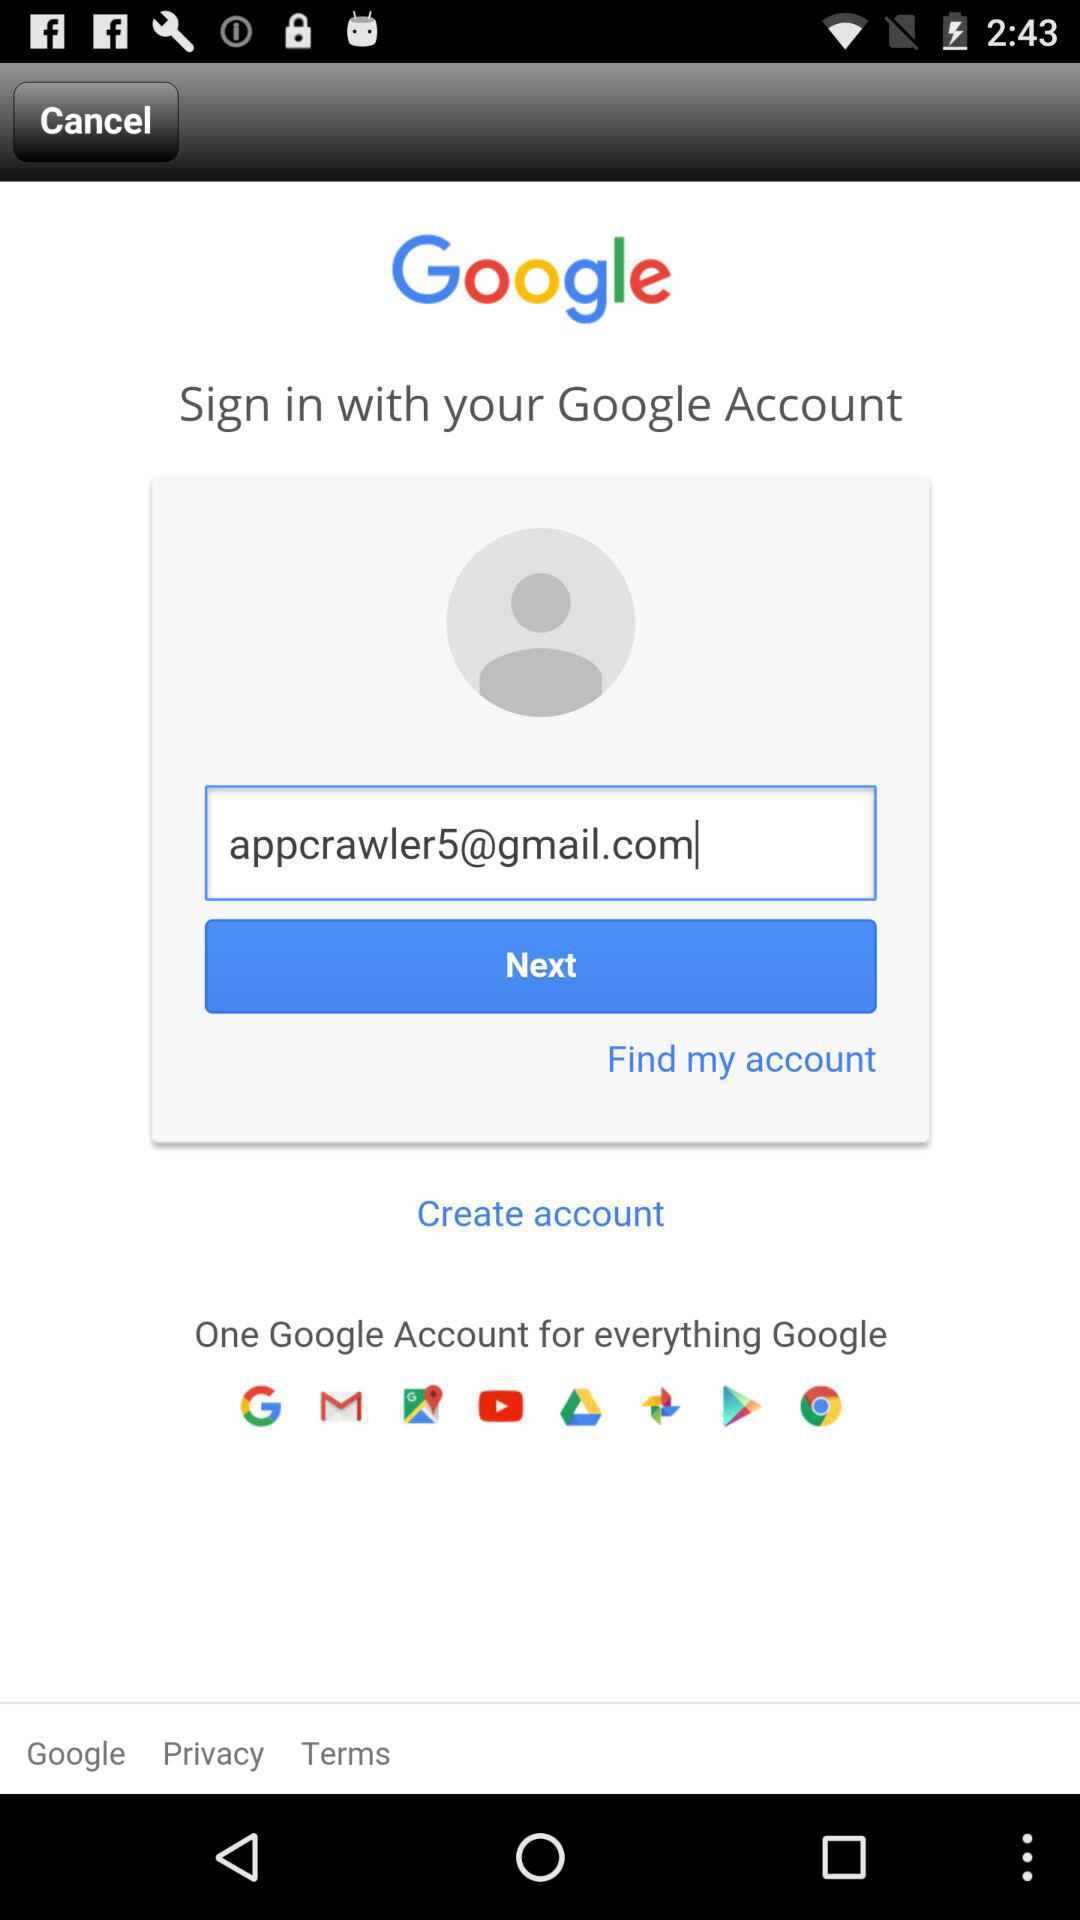 2:43
Cancel
Google
Sign in with your Google Account
appcrawler5@gmail.com
Next
Find my account
Create account
One Google Account for everything Google
Google Privacy Terms